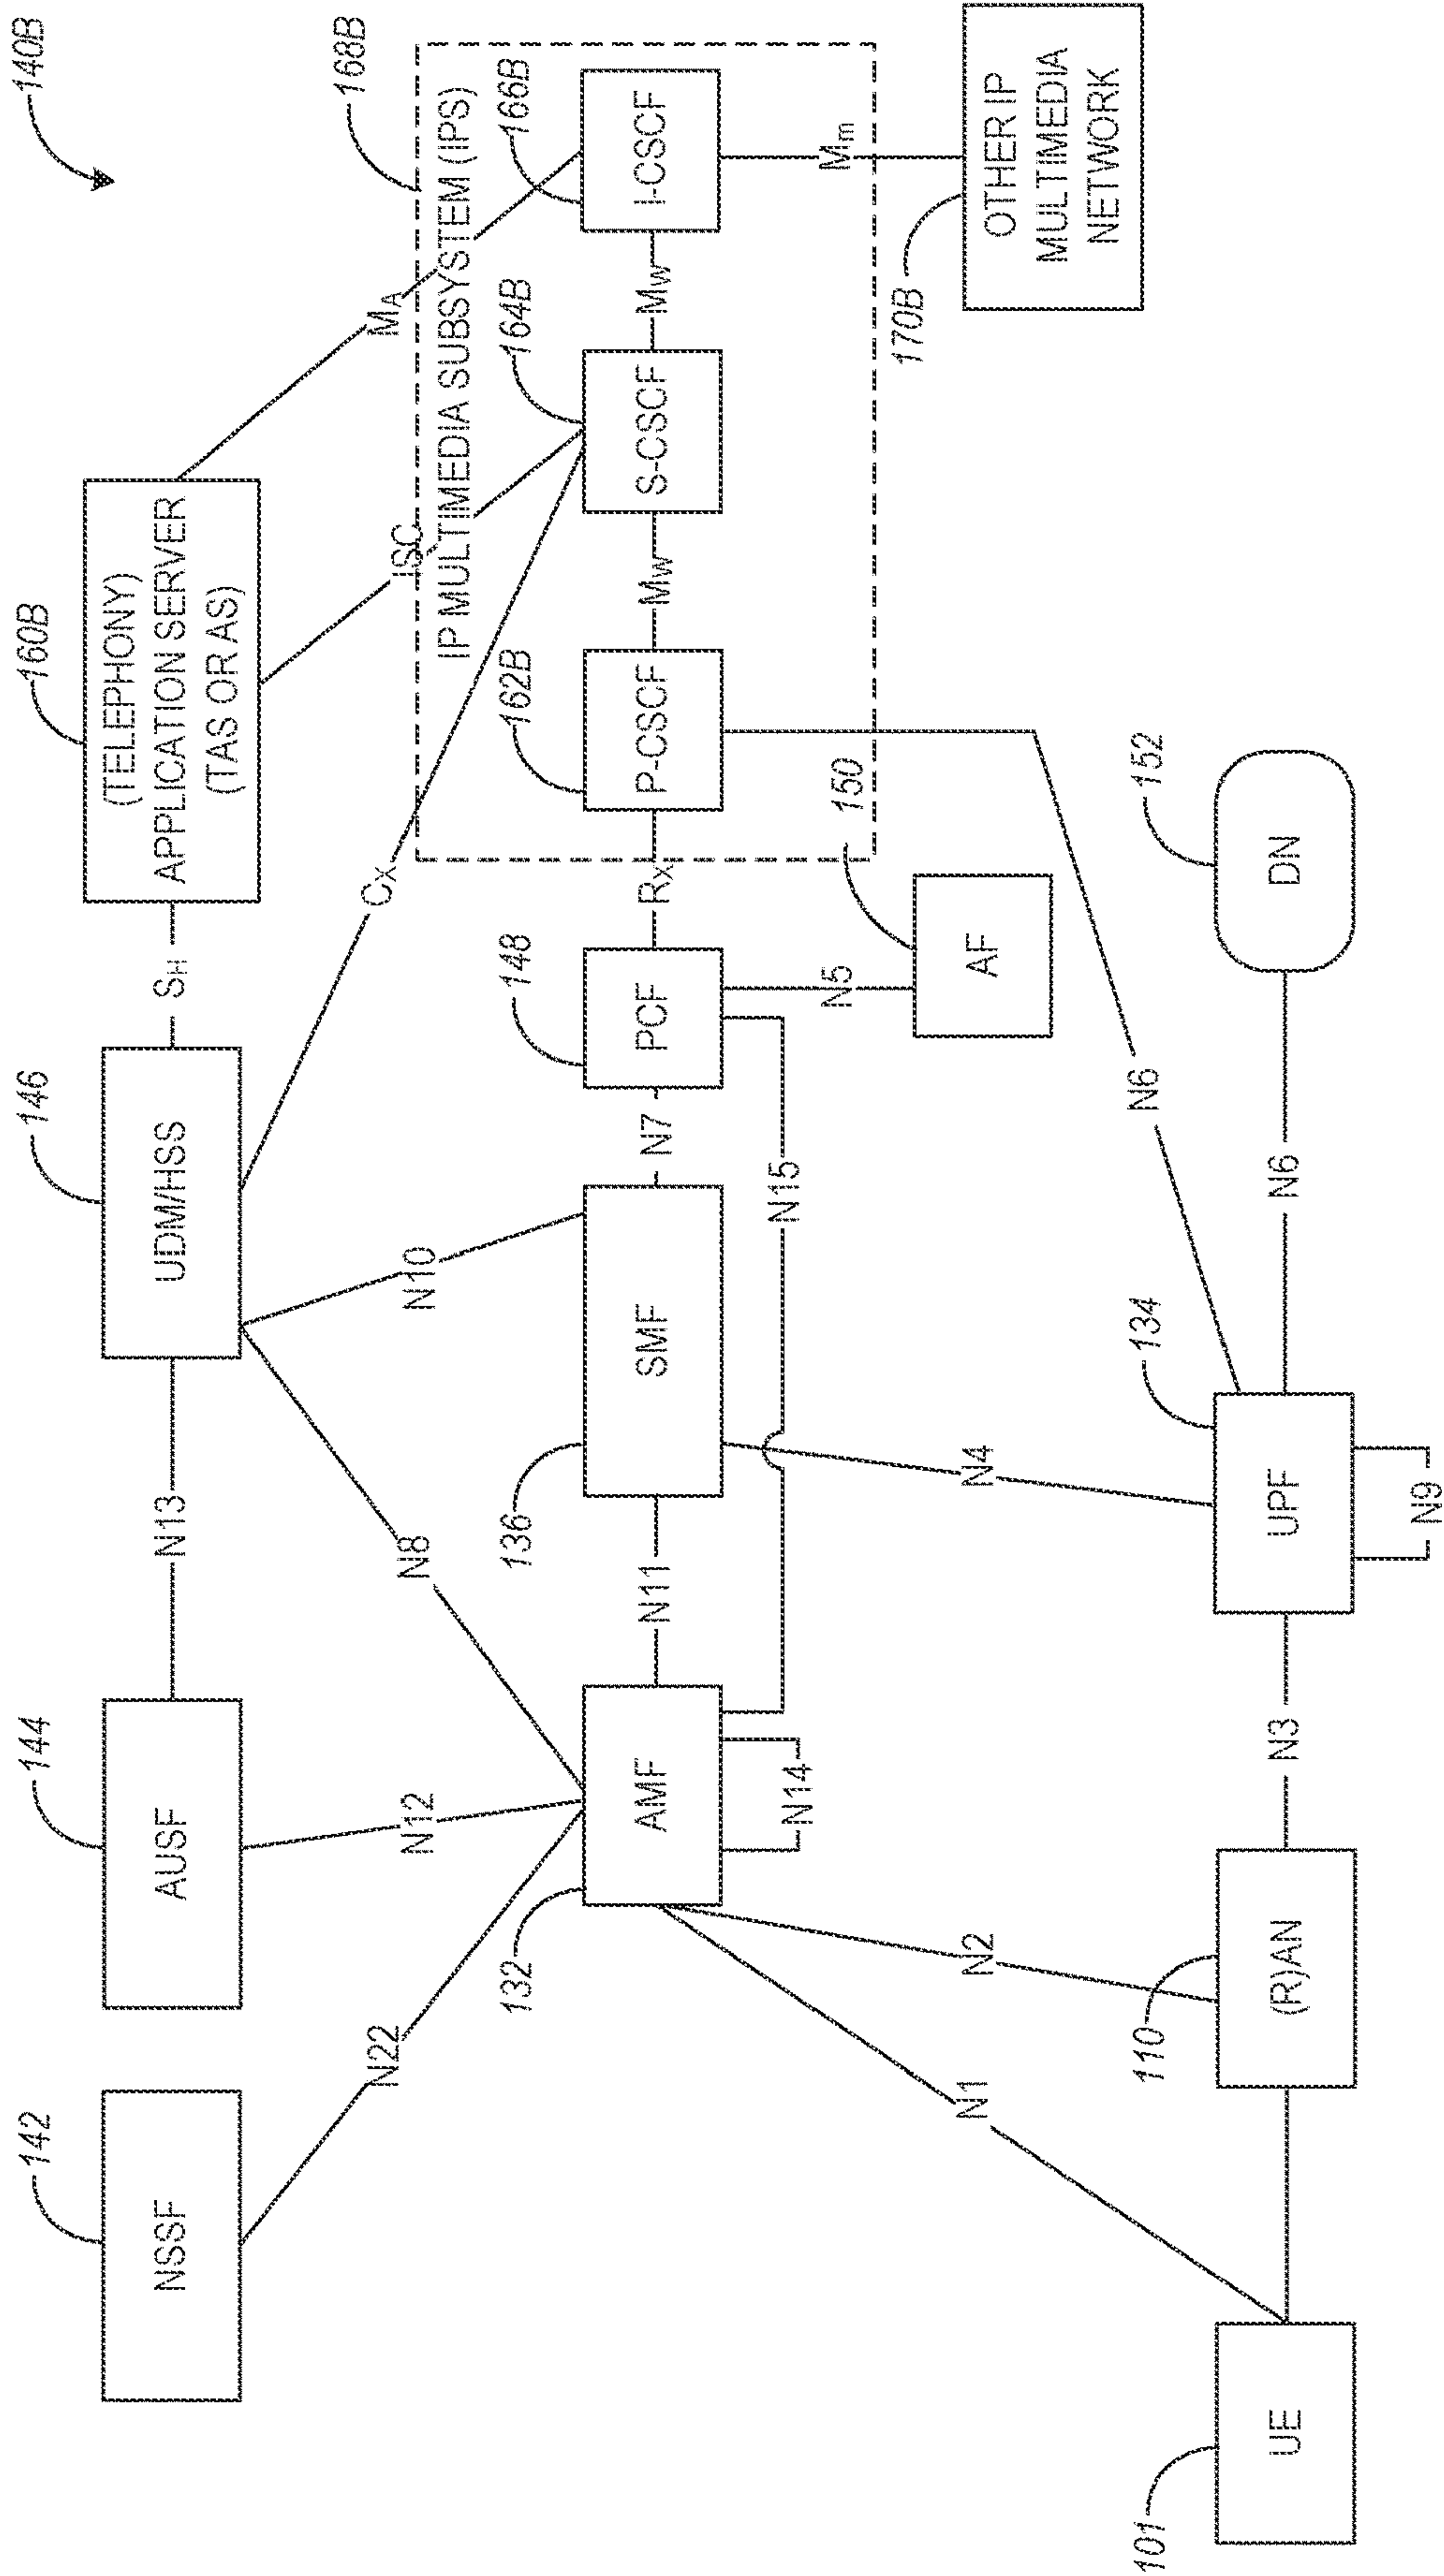 140B
142
144
146
160B
NSSF
AUSF
N13
UDM/HSS
SH
(TELEPHONY)
APPLICATION SERVER
(TAS OR AS)
168B
N22
N12
N8
N10
CX
ISC
MA
IP MULTIMEDIA SUBSYSTEM (IPS)
132
136
148
162B
164B
166B
AMF
N11
SMF
N7
PCF
RX
P-CSCF
MW
S-CSCF
MW
I-CSCF
N14
N15
N5
150
Mm
170B
AF
OTHER IP
MULTIMEDIA
NETWORK
N1
N2
N4
N6
101
110
134
152
UE
(R)AN
N3
UPF
N6
DN
N9